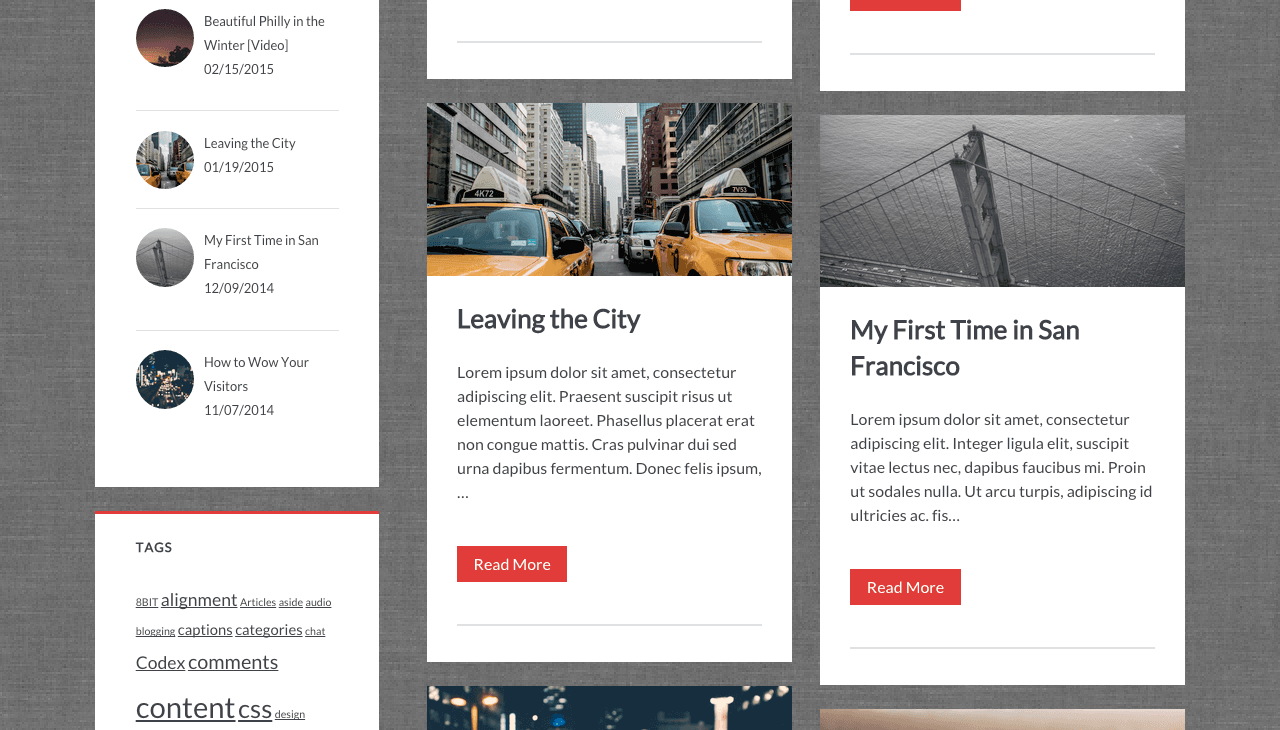 Beautiful Philly in the
Winter [Video]
02/15/2015
Leaving the City
01/19/2015
My First Time in San
Francisco
12/09/2014
How to Wow Your
Visitors
11/07/2014
TAGS
8BIT alignment Articles aside audio
blogging captions categories chat
Codex comments
content css design
4K72
7V53
Leaving the City
Lorem ipsum dolor sit amet, consectetur
adipiscing elit. Praesent suscipit risus ut
elementum laoreet. Phasellus placerat erat
non congue mattis. Cras pulvinar dui sed
urna dapibus fermentum. Donec felis ipsum,
…
Read More
My First Time in San
Francisco
Lorem ipsum dolor sit amet, consectetur
adipiscing elit. Integer ligula elit, suscipit
vitae lectus nec, dapibus faucibus mi. Proin
ut sodales nulla. Ut arcu turpis, adipiscing id
ultricies ac. fis…
Read More